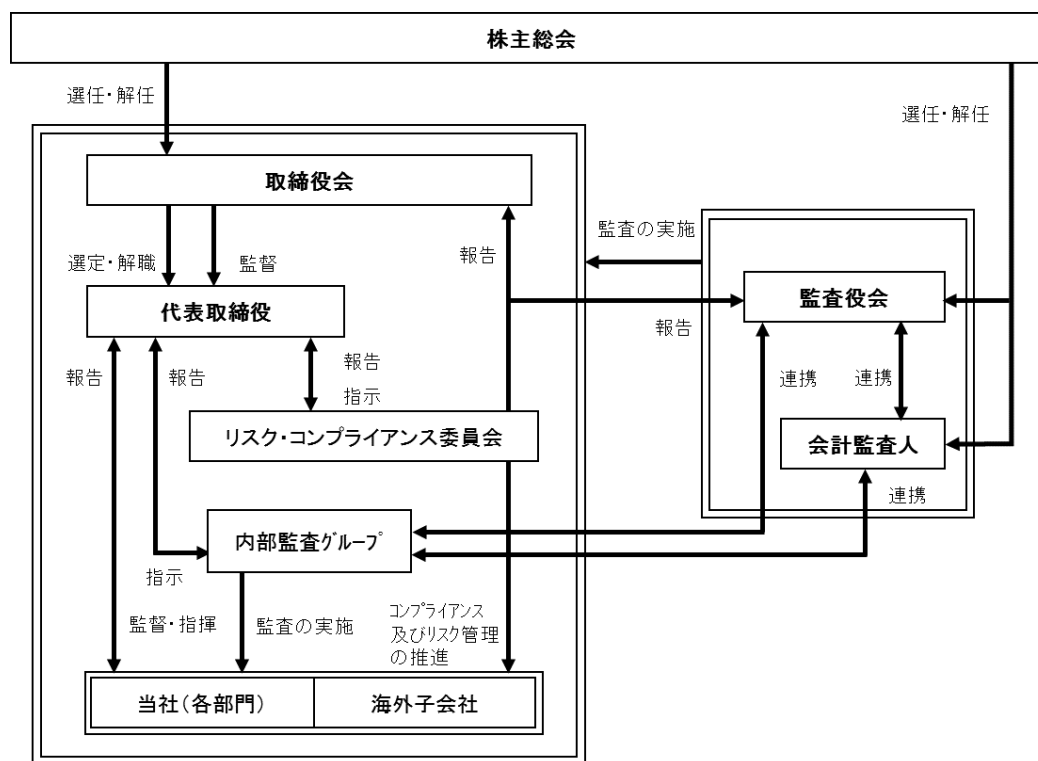 株主総会
選任・解任
選任・解任
取締役会
監査の実施
報告
選定・解職
監督
監査役会
代表取締役
報告
報告
報告
報告
連携
連携
指示
リスク・コンプライアンス委員会
会計監査人
連携
内部監査ｸﾞﾙｰﾌﾟ
指示
監督・指揮
監査の実施
ｺﾝﾌﾟﾗｲｱﾝｽ
及びﾘｽｸ管理
の推進
当社（各部門）
海外子会社